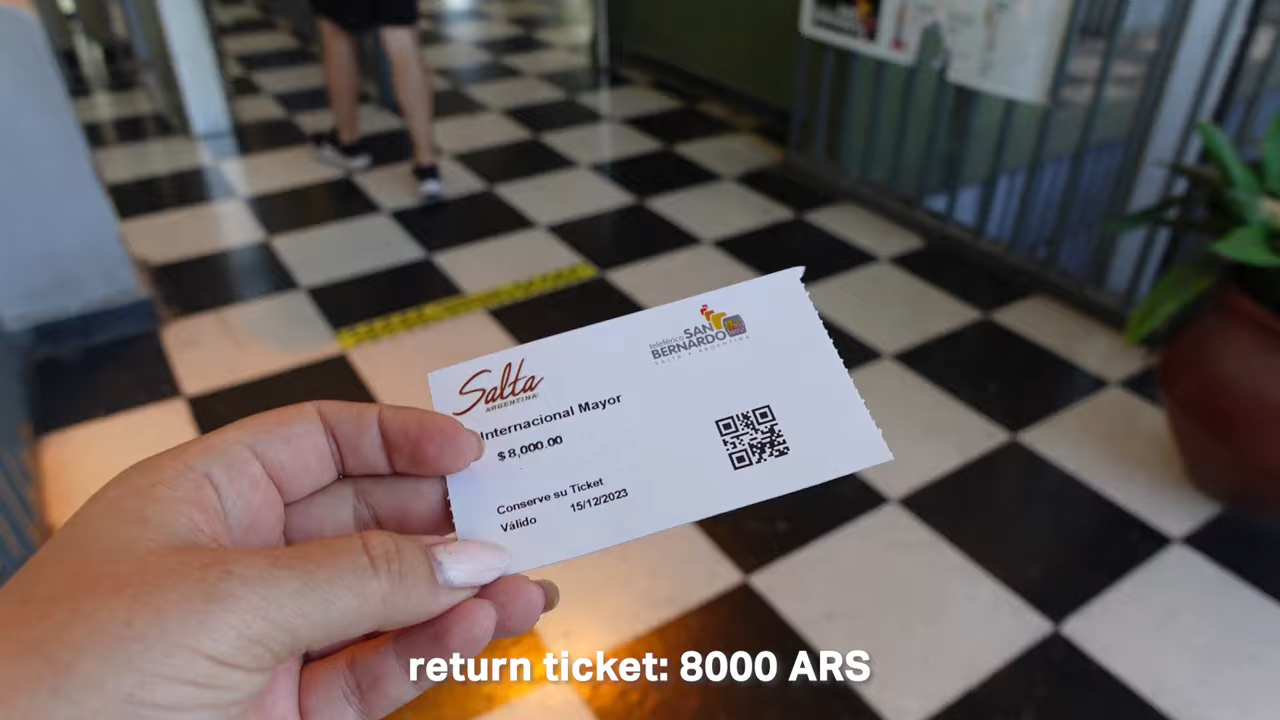 Salta
ARGENTINA
teleférico SAN
BERNARDO
SALTA • ARGENTINA
Internacional Mayor
$ 8,000.00
Conserve su Ticket
Válido 15/12/2023
return ticket: 8000 ARS